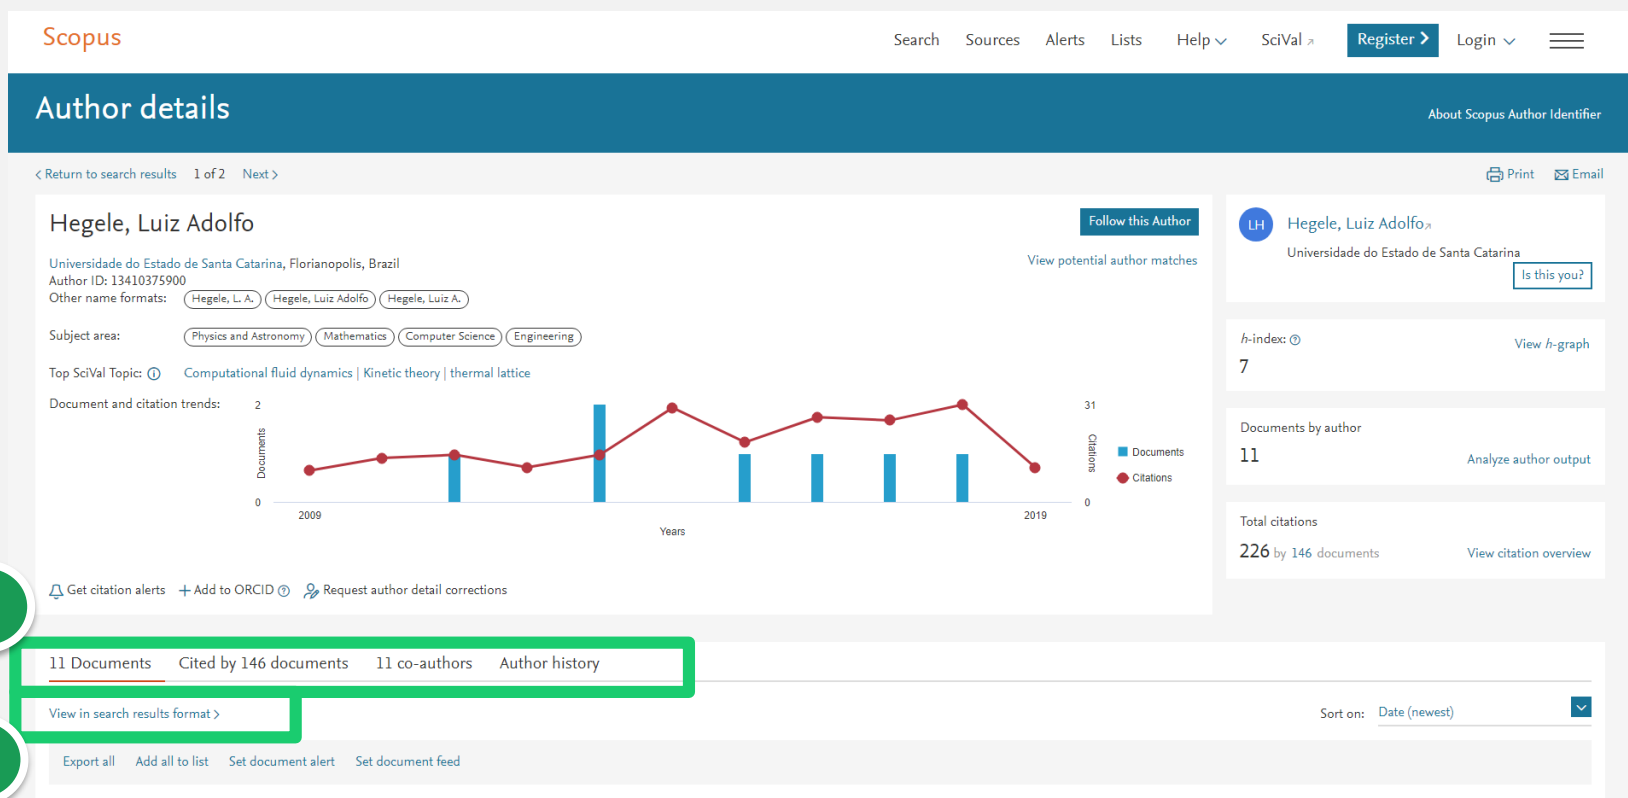 Scopus
Search Sources Alerts Lists Help SciVal Register Login
Author details
About Scopus Author Identifier
Return to search results 1 of 2 Next
Print Email
Hegele, Luiz Adolfo
Follow this Author
Universidade do Estado de Santa Catarina, Florianopolis, Brazil
View potential author matches
Author ID: 13410375900
Other name formats: Hegele, L. A. Hegele, Luiz Adolfo Hegele, Luiz A.
Subject area: Physics and Astronomy Mathematics Computer Science Engineering
Top SciVal Topic: Computational fluid dynamics | Kinetic theory | thermal lattice
Document and citation trends:
2
Documents
0
2009
Years
2019
31
Citations
0
Documents
Citations
Get citation alerts + Add to ORCID Request author detail corrections
LH Hegele, Luiz Adolfo
Universidade do Estado de Santa Catarina
Is this you?
h-index: ?
View h-graph
7
Documents by author
11
Analyze author output
Total citations
226 by 146 documents
View citation overview
11 Documents Cited by 146 documents 11 co-authors Author history
View in search results format >
Sort on: Date (newest)
Export all Add all to list Set document alert Set document feed